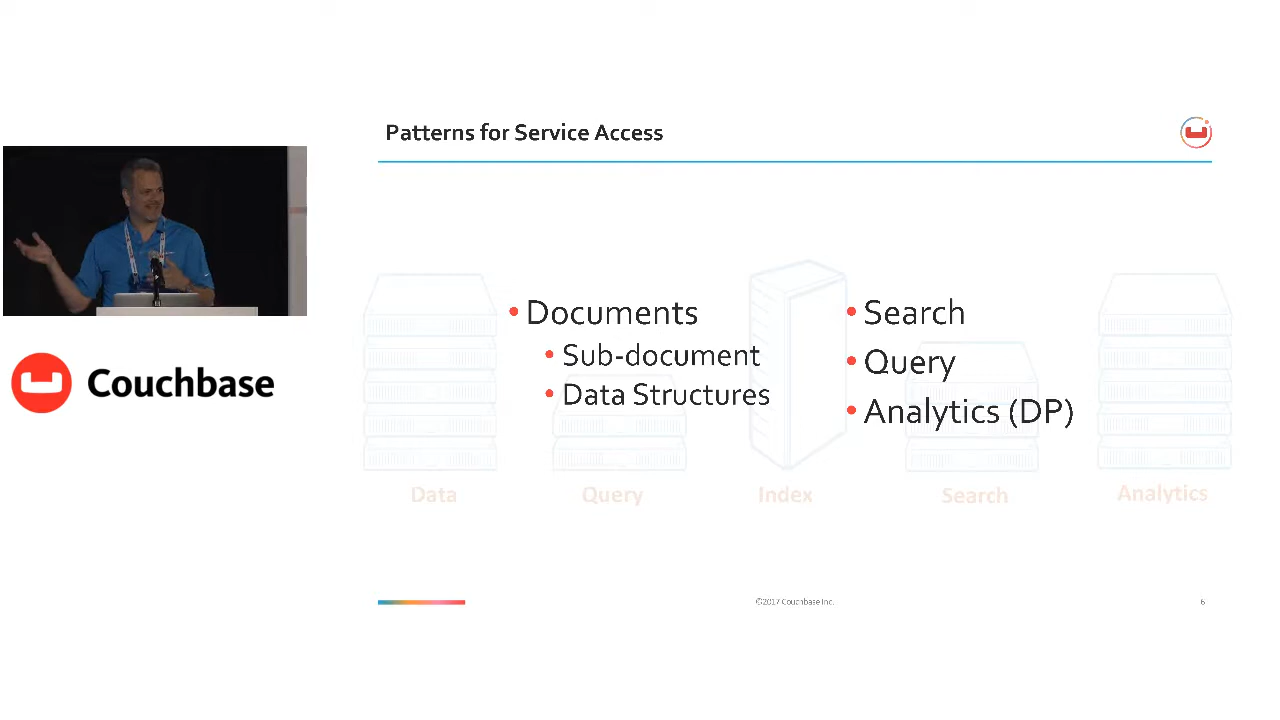 Patterns for Service Access
Couchbase
• Documents
• Sub-document
• Data Structures
• Search
• Query
• Analytics (DP)
Data
Query
Index
Search
Analytics
©2017 Couchbase Inc.
6